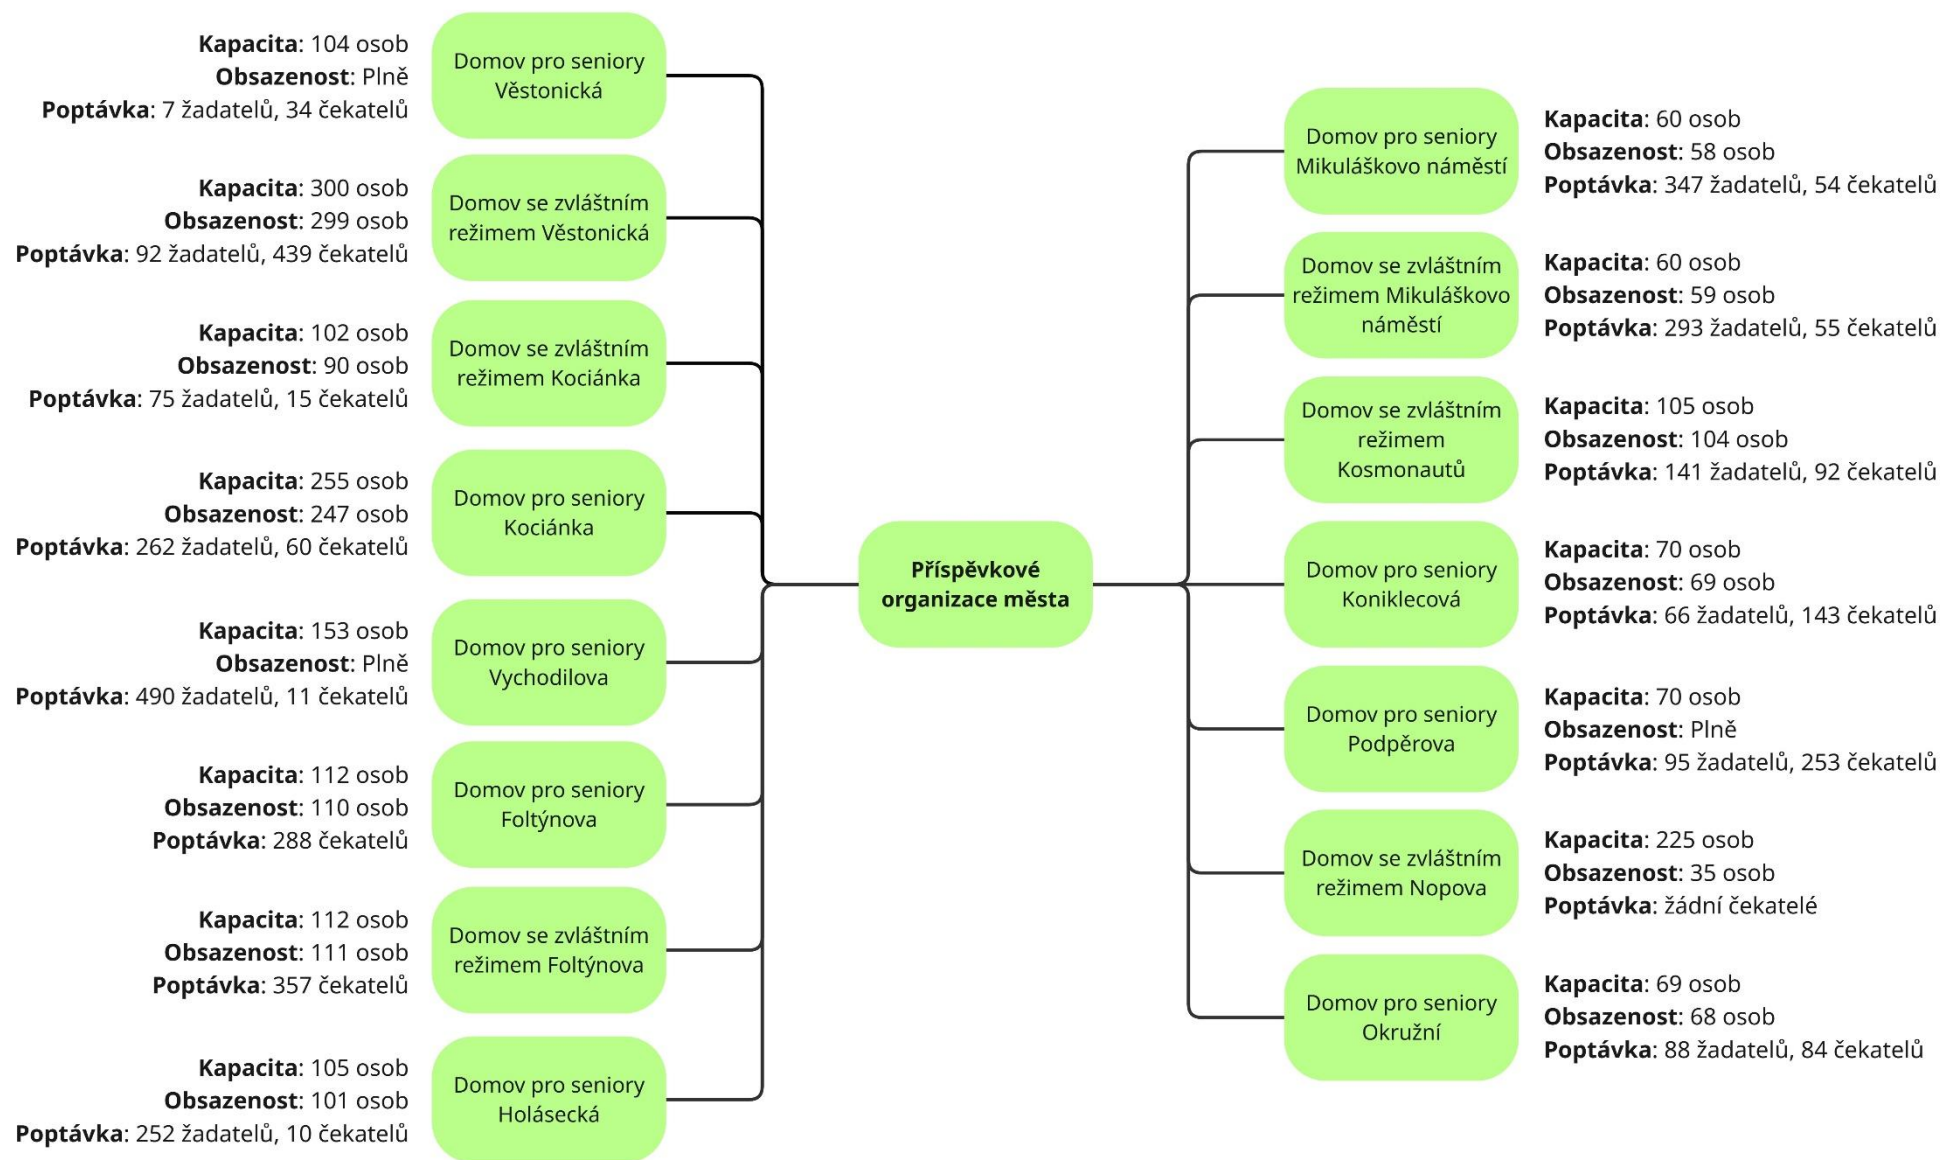 Kapacita: 104 osob
Obsazenost: Plně
Poptávka: 7 žadatelů, 34 čekatelů
Domov pro seniory
Věstonická
Kapacita: 300 osob
Obsazenost: 299 osob
Poptávka: 92 žadatelů, 439 čekatelů
Domov se zvláštním
režimem Věstonická
Kapacita: 102 osob
Obsazenost: 90 osob
Poptávka: 75 žadatelů, 15 čekatelů
Domov se zvláštním
režimem Kociánka
Kapacita: 255 osob
Obsazenost: 247 osob
Poptávka: 262 žadatelů, 60 čekatelů
Domov pro seniory
Kociánka
Kapacita: 153 osob
Obsazenost: Plně
Poptávka: 490 žadatelů, 11 čekatelů
Domov pro seniory
Vychodilova
Kapacita: 112 osob
Obsazenost: 110 osob
Poptávka: 288 čekatelů
Domov pro seniory
Foltýnova
Kapacita: 112 osob
Obsazenost: 111 osob
Poptávka: 357 čekatelů
Domov se zvláštním
režimem Foltýnova
Kapacita: 105 osob
Obsazenost: 101 osob
Poptávka: 252 žadatelů, 10 čekatelů
Domov pro seniory
Holásecká
Příspěvkové
organizace města
Domov pro seniory
Mikuláškovo náměstí
Kapacita: 60 osob
Obsazenost: 58 osob
Poptávka: 347 žadatelů, 54 čekatelů
Domov se zvláštním
režimem Mikuláškovo
náměstí
Kapacita: 60 osob
Obsazenost: 59 osob
Poptávka: 293 žadatelů, 55 čekatelů
Domov se zvláštním
režimem
Kosmonautů
Kapacita: 105 osob
Obsazenost: 104 osob
Poptávka: 141 žadatelů, 92 čekatelů
Domov pro seniory
Koniklecová
Kapacita: 70 osob
Obsazenost: 69 osob
Poptávka: 66 žadatelů, 143 čekatelů
Domov pro seniory
Podpěrova
Kapacita: 70 osob
Obsazenost: Plně
Poptávka: 95 žadatelů, 253 čekatelů
Domov se zvláštním
režimem Nopova
Kapacita: 225 osob
Obsazenost: 35 osob
Poptávka: žádní čekatelé
Domov pro seniory
Okružní
Kapacita: 69 osob
Obsazenost: 68 osob
Poptávka: 88 žadatelů, 84 čekatelů